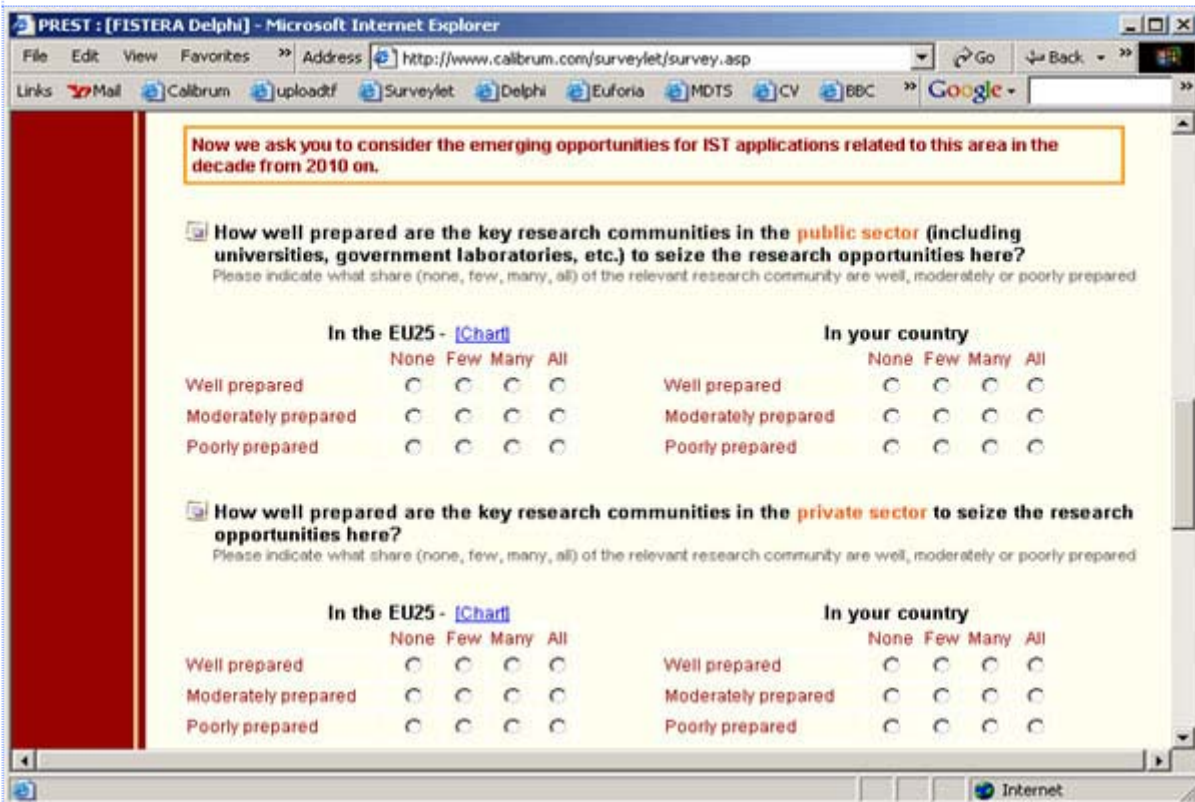 PREST : [FISTERA Delphi] - Microsoft Internet Explorer
File Edit View Favorites » Address http://www.calibrum.com/surveylet/survey.asp Go Back »
Links Mail Calibrum uploadtf Surveylet Delphi Euforia MDTS CV BBC » Google »
Now we ask you to consider the emerging opportunities for IST applications related to this area in the
decade from 2010 on.
How well prepared are the key research communities in the public sector (including
universities, government laboratories, etc.) to seize the research opportunities here?
Please indicate what share (none, few, many, all) of the relevant research community are well, moderately or poorly prepared
In the EU25 - [Chart] In your country
None Few Many All None Few Many All
Well prepared Well prepared
Moderately prepared Moderately prepared
Poorly prepared Poorly prepared
How well prepared are the key research communities in the private sector to seize the research
opportunities here?
Please indicate what share (none, few, many, all) of the relevant research community are well, moderately or poorly prepared
In the EU25 - [Chart] In your country
None Few Many All None Few Many All
Well prepared Well prepared
Moderately prepared Moderately prepared
Poorly prepared Poorly prepared
Internet